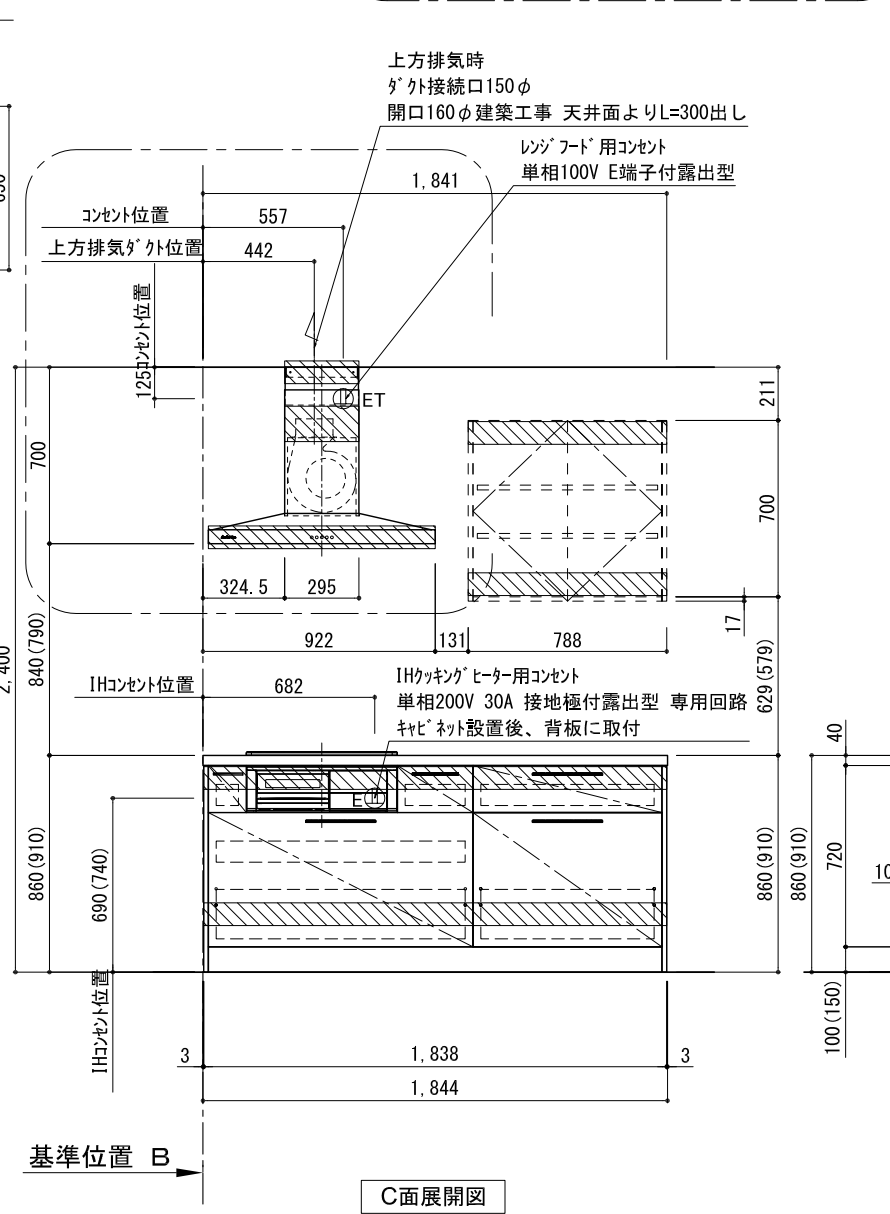 上方排気時
ダクト接続口150φ
開口160φ建築工事 天井面よりL=300出し
レンジフード用コンセント
単相100V E端子付露出型
1,841
コンセント位置
557
上方排気ダクト位置
442
125コンセント位置
ET
211
700
700
324.5
295
922
131
788
17
2,400
840(790)
629(579)
IHコンセント位置
682
IHクッキングヒーター用コンセント
単相200V 30A 接地極付露出型 専用回路
キャビネット設置後、背板に取付
40
E
860(910)
690(740)
860(910)
860(910)
720
10
IHコンセント位置
100(150)
3
1,838
3
1,844
基準位置 B
C面展開図